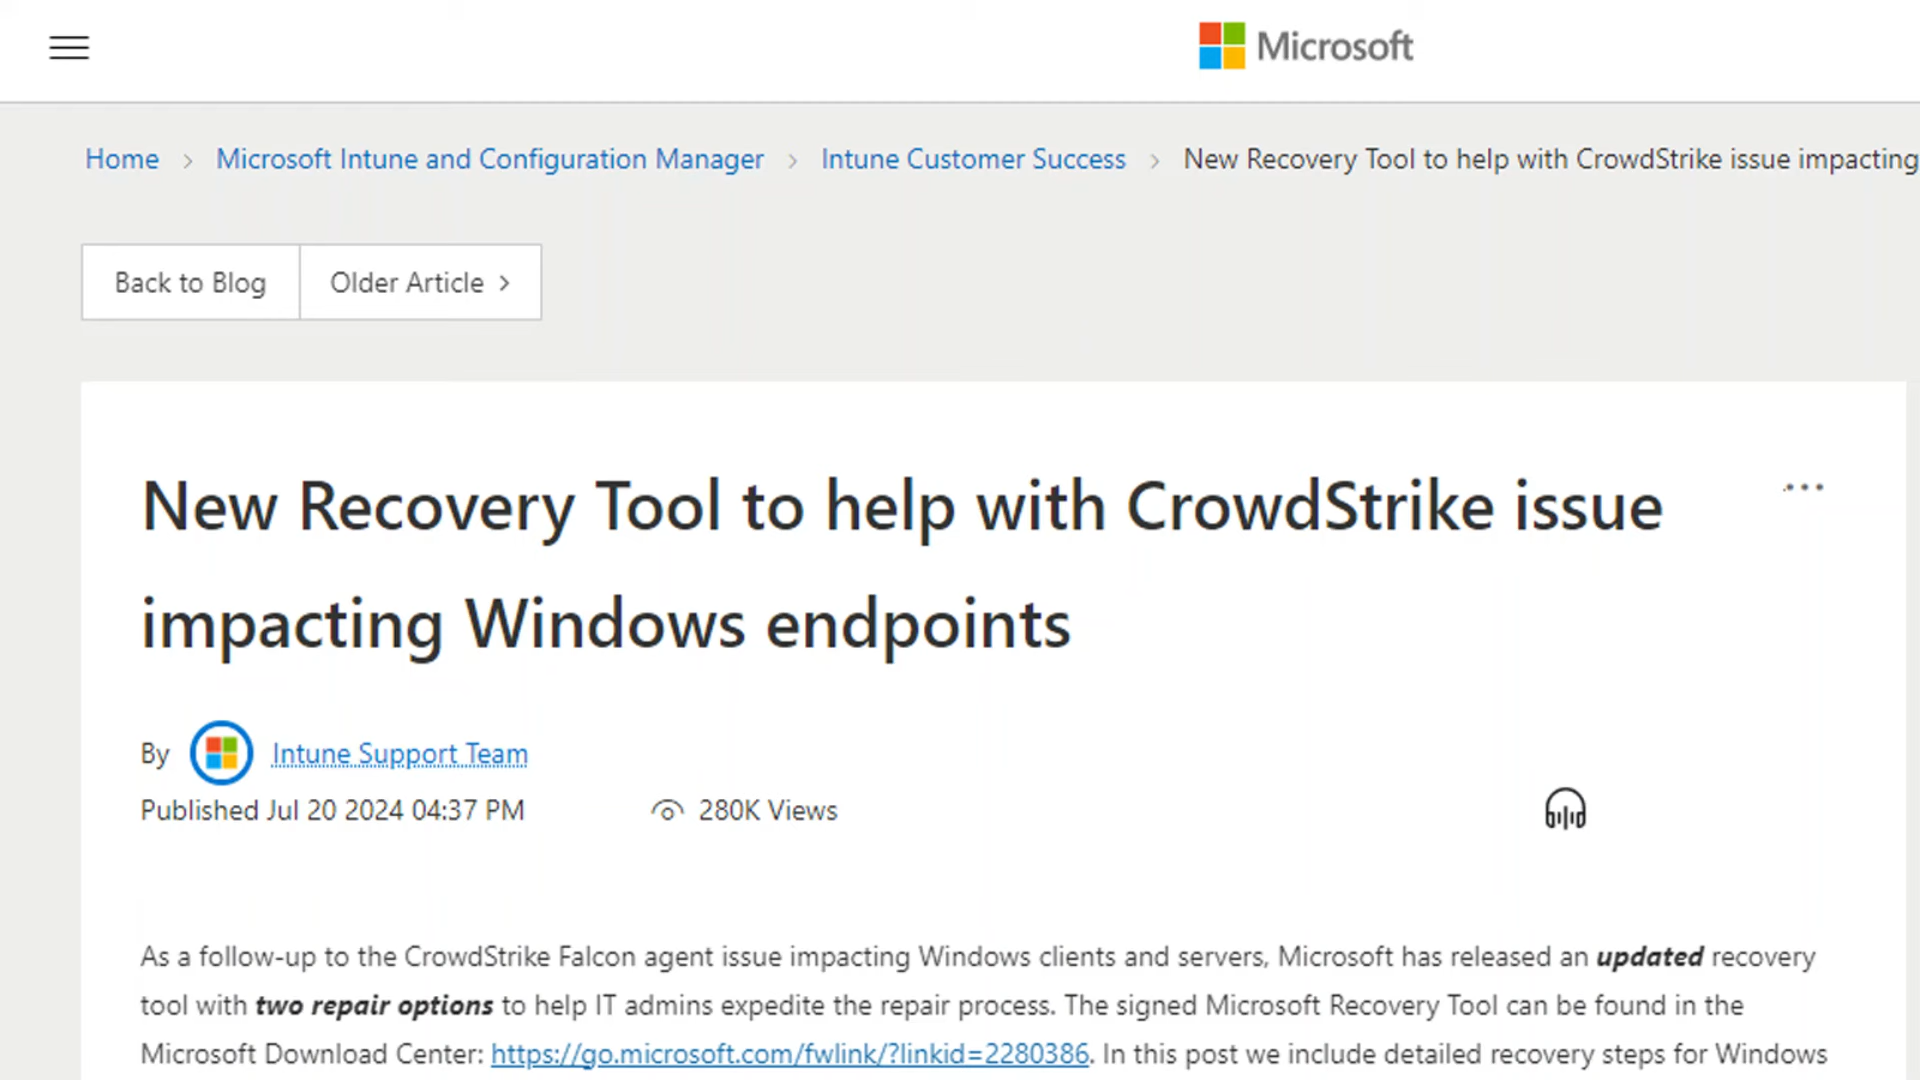 Microsoft
Home > Microsoft Intune and Configuration Manager > Intune Customer Success > New Recovery Tool to help with CrowdStrike issue impacting
Back to Blog
Older Article >
New Recovery Tool to help with CrowdStrike issue
impacting Windows endpoints
By Intune Support Team
Published Jul 20 2024 04:37 PM
280K Views
As a follow-up to the CrowdStrike Falcon agent issue impacting Windows clients and servers, Microsoft has released an updated recovery
tool with two repair options to help IT admins expedite the repair process. The signed Microsoft Recovery Tool can be found in the
Microsoft Download Center: https://go.microsoft.com/fwlink/?linkid=2280386. In this post we include detailed recovery steps for Windows